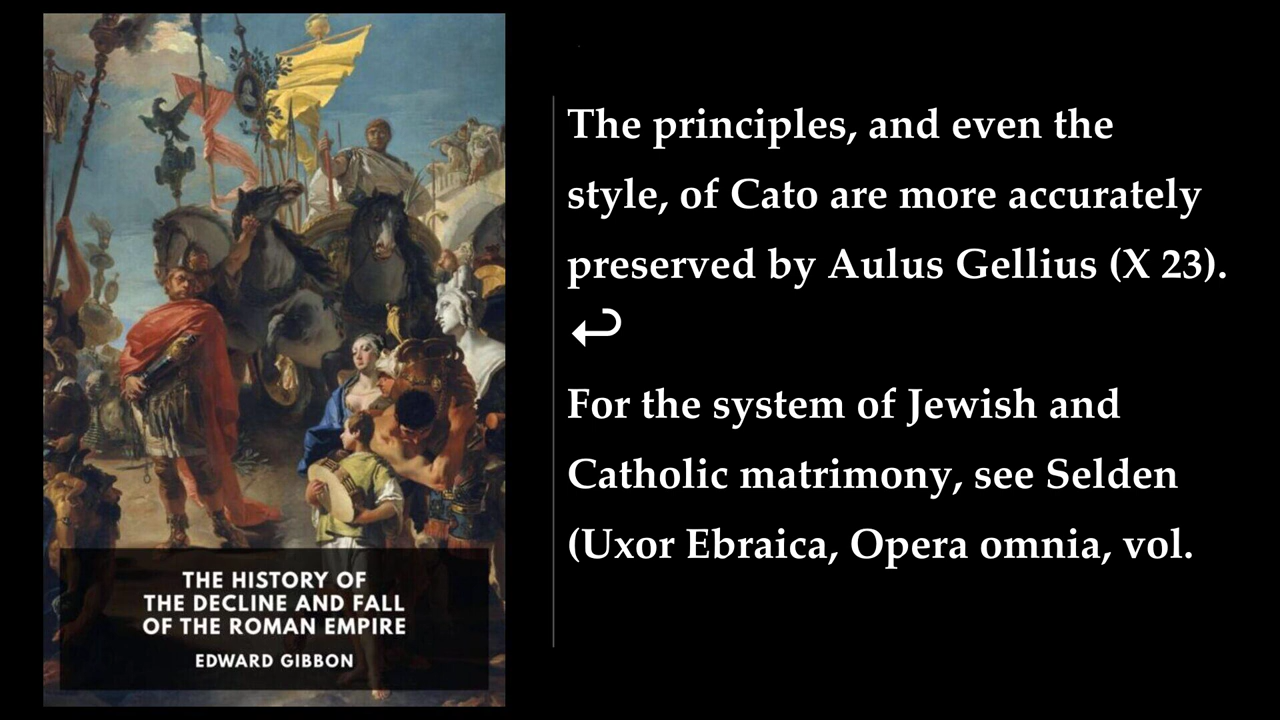 THE HISTORY OF
THE DECLINE AND FALL
OF THE ROMAN EMPIRE
EDWARD GIBBON
The principles, and even the
style, of Cato are more accurately
preserved by Aulus Gellius (X 23).
↩
For the system of Jewish and
Catholic matrimony, see Selden
(Uxor Ebraica, Opera omnia, vol.